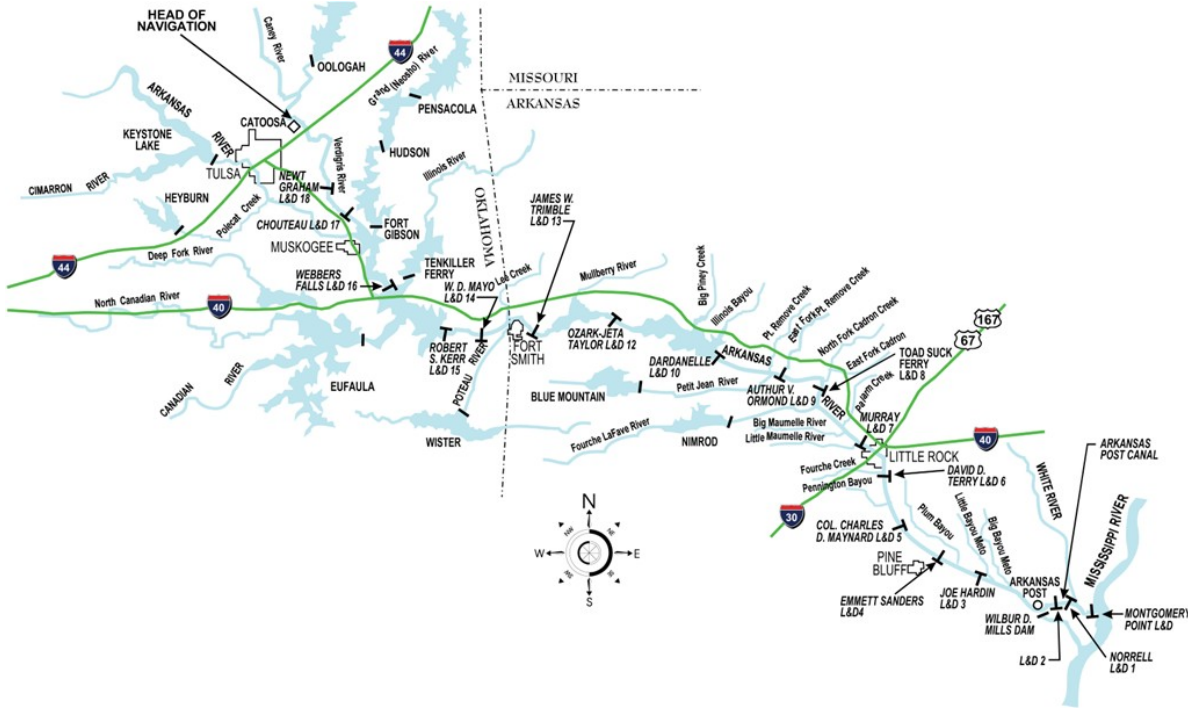 HEAD OF
NAVIGATION
Caney River
OOLOGAH
44
Grand (Neosho) River
MISSOURI
ARKANSAS
PENSACOLA
ARKANSAS
RIVER
CATOOSA
KEYSTONE
LAKE
Verdigris River
HUDSON
Illinois River
TULSA
CIMARRON RIVER
NEWT
GRAHAM
L&D 18
HEYBURN
Polecat Creek
CHOUTEAU L&D 17
FORT
GIBSON
OKLAHOMA
JAMES W.
TRIMBLE
L&D 13
MUSKOGEE
Deep Fork River
44
TENKILLER
FERRY
WEBBERS
FALLS L&D 16
W. D. MAYO
L&D 14
Lee Creek
Mullberry River
Big Piney Creek
Illinois Bayou
Pt. Remove Creek
East Fork Pt. Remove Creek
North Fork Cadron Creek
East Fork Cadron
North Canadian River
40
167
67
ROBERT
S. KERR
L&D 15
POTEAU RIVER
FORT
SMITH
OZARK-JETA
TAYLOR L&D 12
DARDANELLE
L&D 10
ARKANSAS
RIVER
TOAD SUCK
FERRY
L&D 8
CANADIAN RIVER
EUFAULA
BLUE MOUNTAIN
Petit Jean River
AUTHUR V.
ORMOND L&D 9
MURRAY
L&D 7
WISTER
Fourche LaFave River
NIMROD
Big Maumelle River
Little Maumelle River
40
LITTLE ROCK
ARKANSAS
POST CANAL
Fourche Creek
Pennington Bayou
DAVID D.
TERRY L&D 6
WHITE RIVER
MISSISSIPPI RIVER
30
COL. CHARLES
D. MAYNARD L&D 5
Plum Bayou
Little Bayou Meto
Big Bayou Meto
N
NE
E
SE
S
SW
W
NW
PINE
BLUFF
ARKANSAS
POST
EMMETT SANDERS
L&D4
JOE HARDIN
L&D 3
WILBUR D.
MILLS DAM
MONTGOMERY
POINT L&D
L&D 2
NORRELL
L&D 1